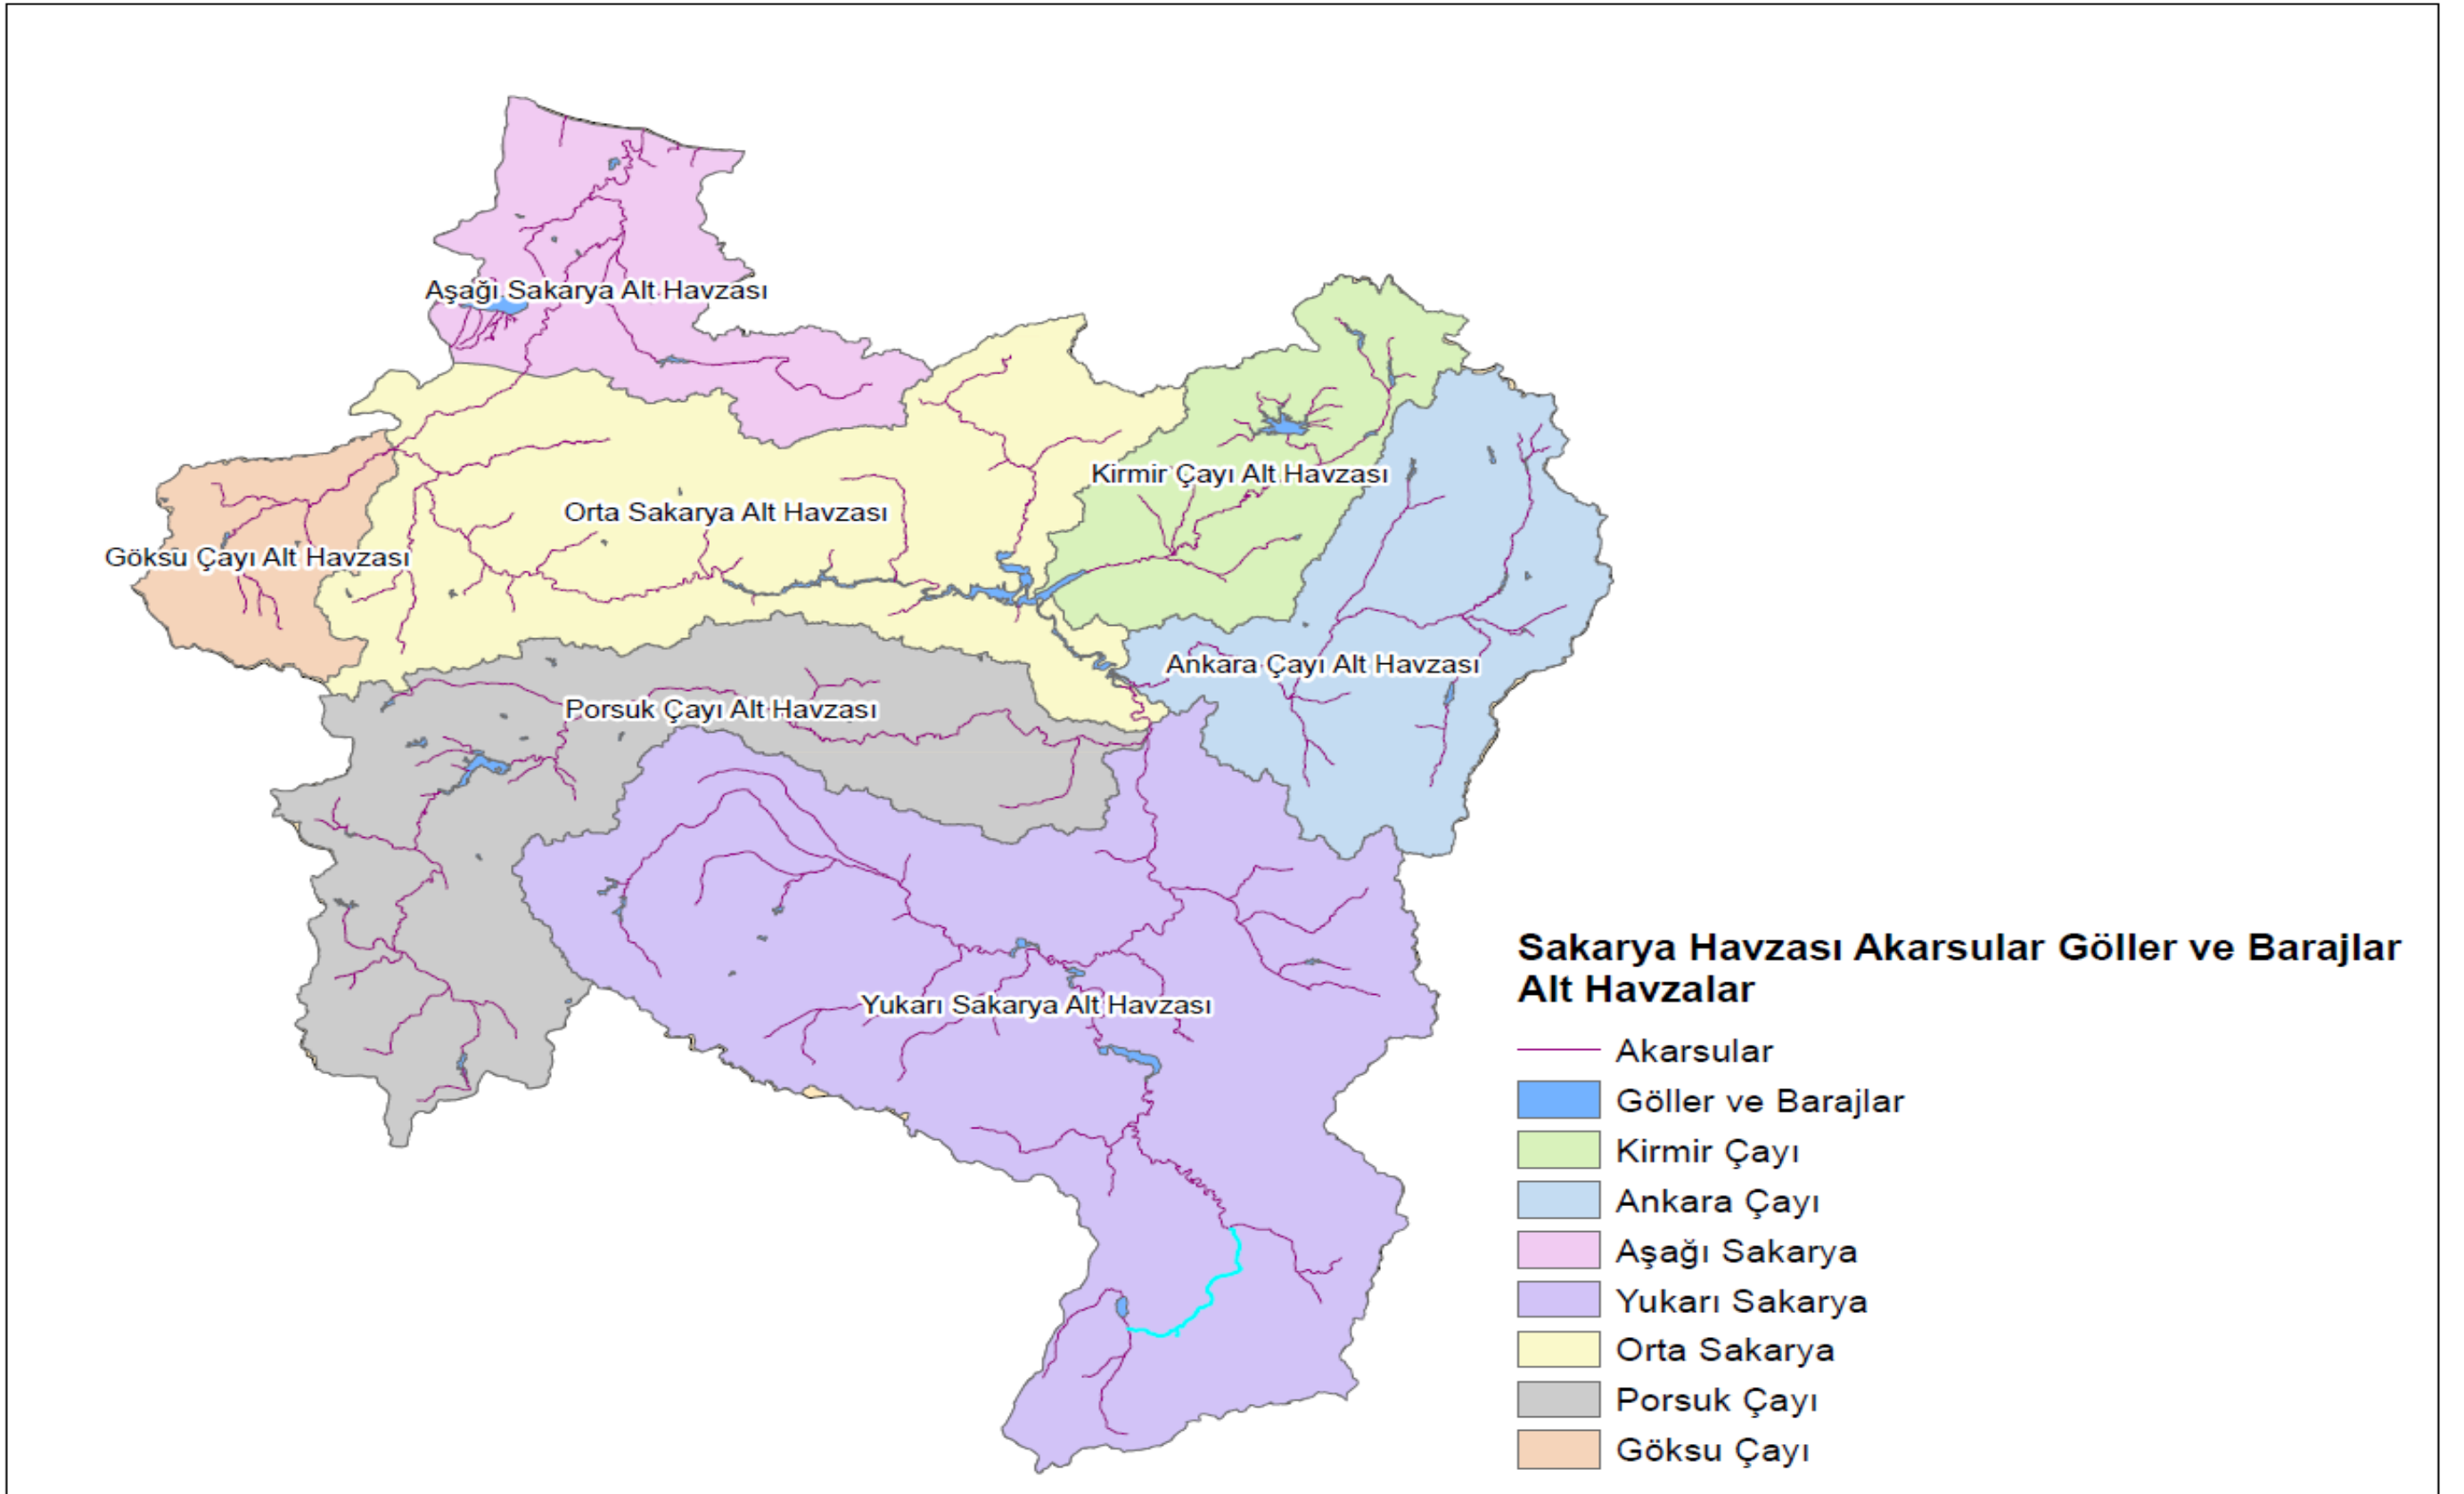 Aşağı Sakarya Alt Havzası
Kirmir Çayı Alt Havzası
Orta Sakarya Alt Havzası
Göksu Çayı Alt Havzası
Ankara Çayı Alt Havzası
Porsuk Çayı Alt Havzası
Yukarı Sakarya Alt Havzası
Sakarya Havzası Akarsular Göller ve Barajlar
Alt Havzalar
Akarsular
Göller ve Barajlar
Kirmir Çayı
Ankara Çayı
Aşağı Sakarya
Yukarı Sakarya
Orta Sakarya
Porsuk Çayı
Göksu Çayı